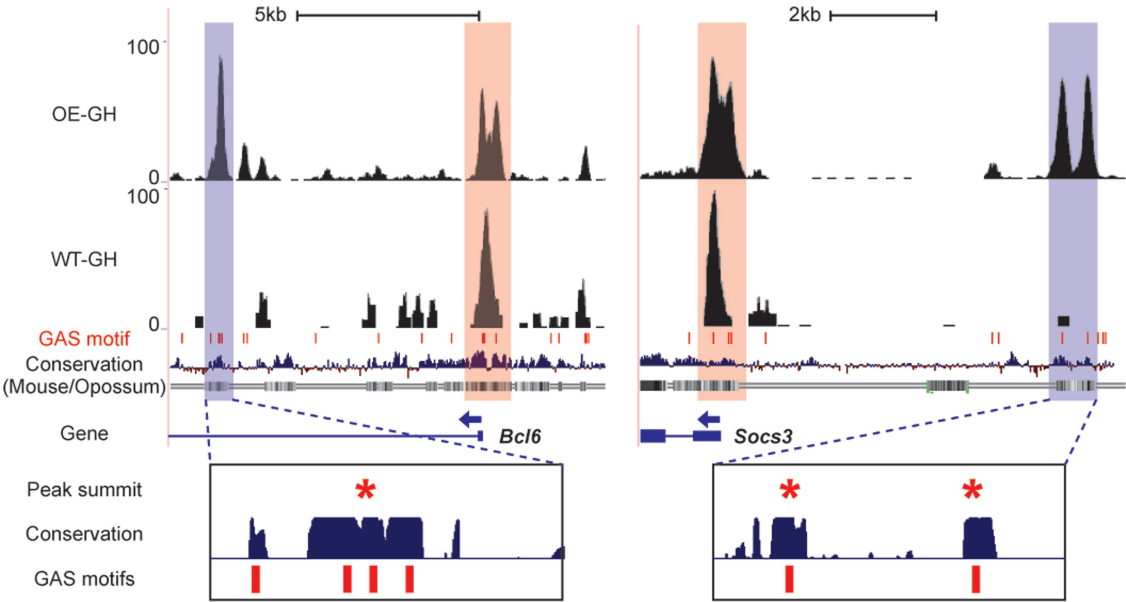 5kb 2kb
100
OE-GH
0
100
WT-GH
0
GAS motif
Conservation
(Mouse/Opossum)
Gene Bcl6 Socs3
Peak summit * * *
Conservation
GAS motifs